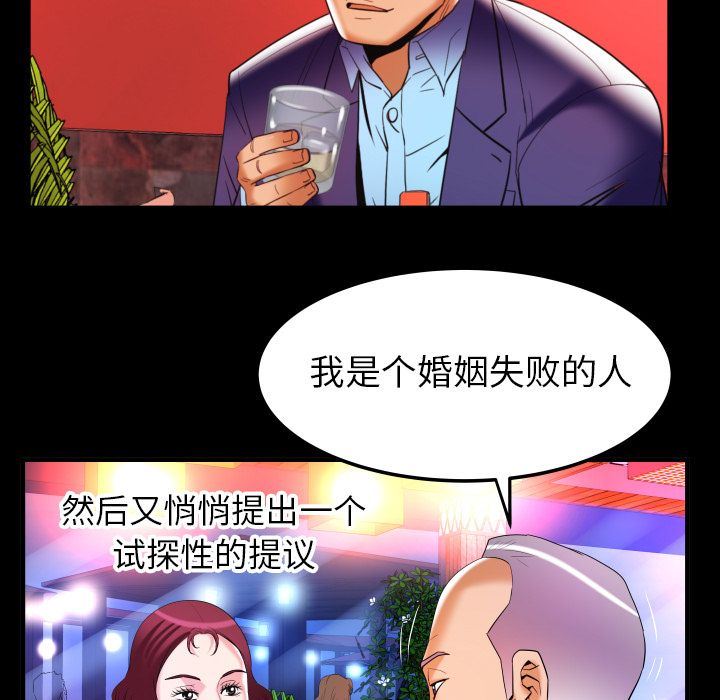 我是个婚姻失败的人
然后又悄悄提出一个
试探性的提议